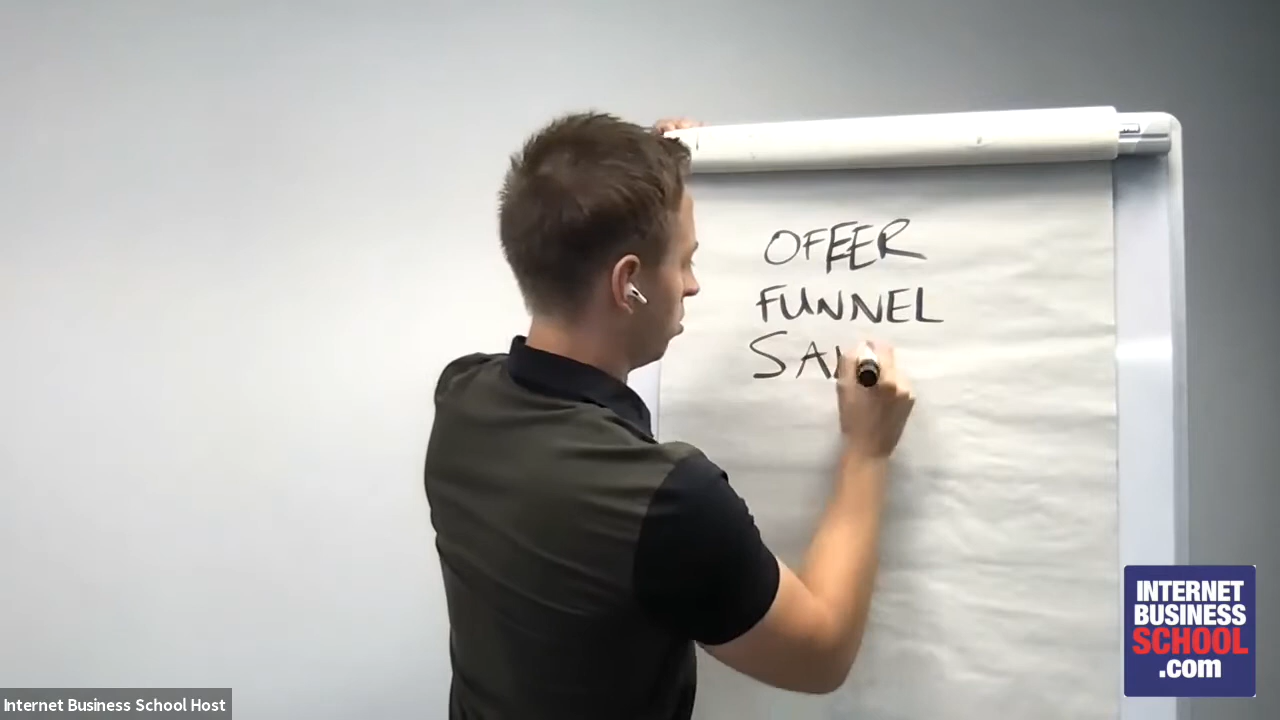 OFFER
FUNNEL
SA
INTERNET
BUSINESS
SCHOOL
.com
Internet Business School Host